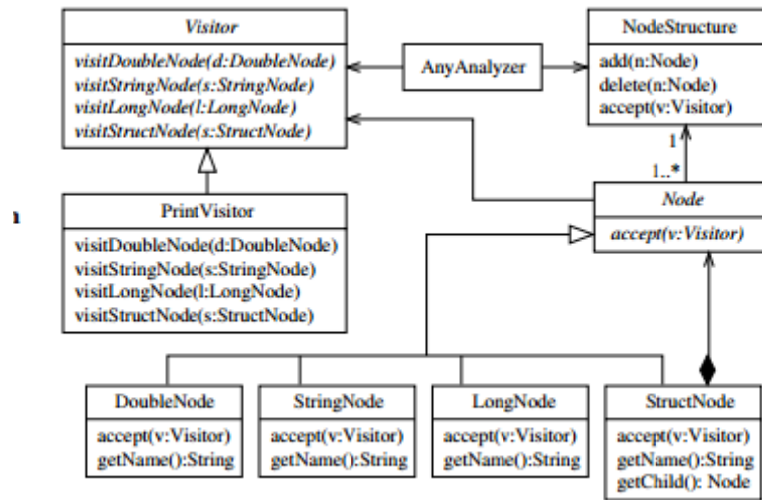 Visitor
visitDoubleNode(d:DoubleNode)
visitStringNode(s:StringNode)
visitLongNode(l:LongNode)
visitStructNode(s:StructNode)
AnyAnalyzer
NodeStructure
add(n:Node)
delete(n:Node)
accept(v:Visitor)
1
1..*
PrintVisitor
visitDoubleNode(d:DoubleNode)
visitStringNode(s:StringNode)
visitLongNode(l:LongNode)
visitStructNode(s:StructNode)
Node
accept(v:Visitor)
DoubleNode
accept(v:Visitor)
getName():String
StringNode
accept(v:Visitor)
getName():String
LongNode
accept(v:Visitor)
getName():String
StructNode
accept(v:Visitor)
getName():String
getChild(): Node